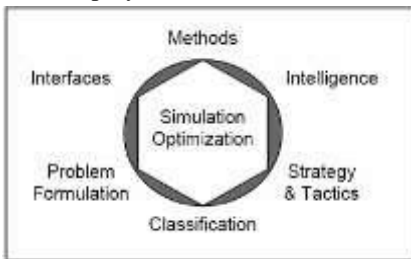 Methods
Interfaces
Intelligence
Simulation
Optimization
Problem
Formulation
Strategy
& Tactics
Classification